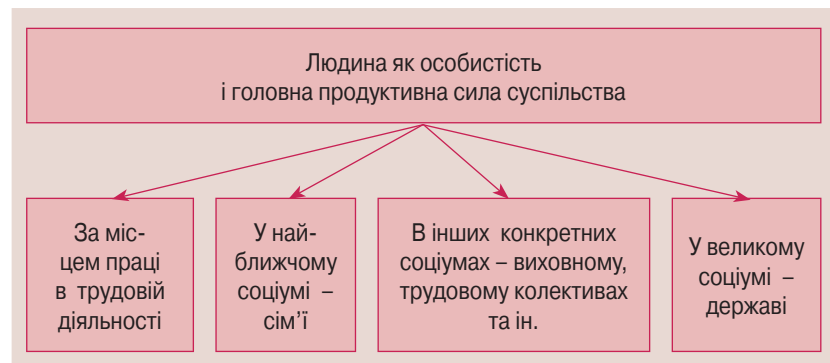 Людина як особистість
і головна продуктивна сила суспільства
За міс-
цем праці
в трудовій
діяльності
У най-
ближчому
соціумі –
сім’ї
В інших конкретних
соціумах – виховному,
трудовому колективах
та ін.
У великому
соціумі –
державі